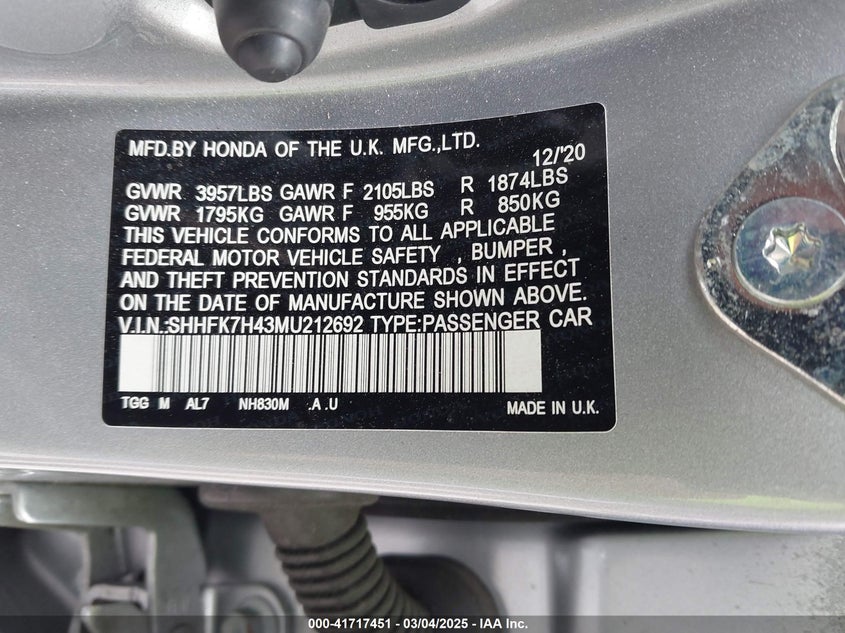 MFD.BY HONDA OF THE U.K. MFG.,LTD.
12/'20
GVWR 3957LBS GAWR F 2105LBS R 1874LBS
GVWR 1795KG GAWR F 955KG R 850KG
THIS VEHICLE CONFORMS TO ALL APPLICABLE
FEDERAL MOTOR VEHICLE SAFETY , BUMPER ,
AND THEFT PREVENTION STANDARDS IN EFFECT
ON THE DATE OF MANUFACTURE SHOWN ABOVE.
V.I.N.:SHHFK7H43MU212692 TYPE:PASSENGER CAR
TGG M AL7 NH830M .A .U
MADE IN U.K.
000-41717451 - 03/04/2025 - IAA Inc.